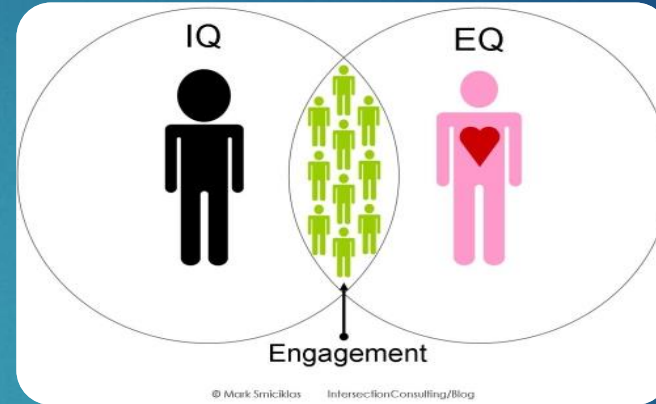 IQ
EQ
Engagement
© Mark Smiciklas IntersectionConsulting/Blog